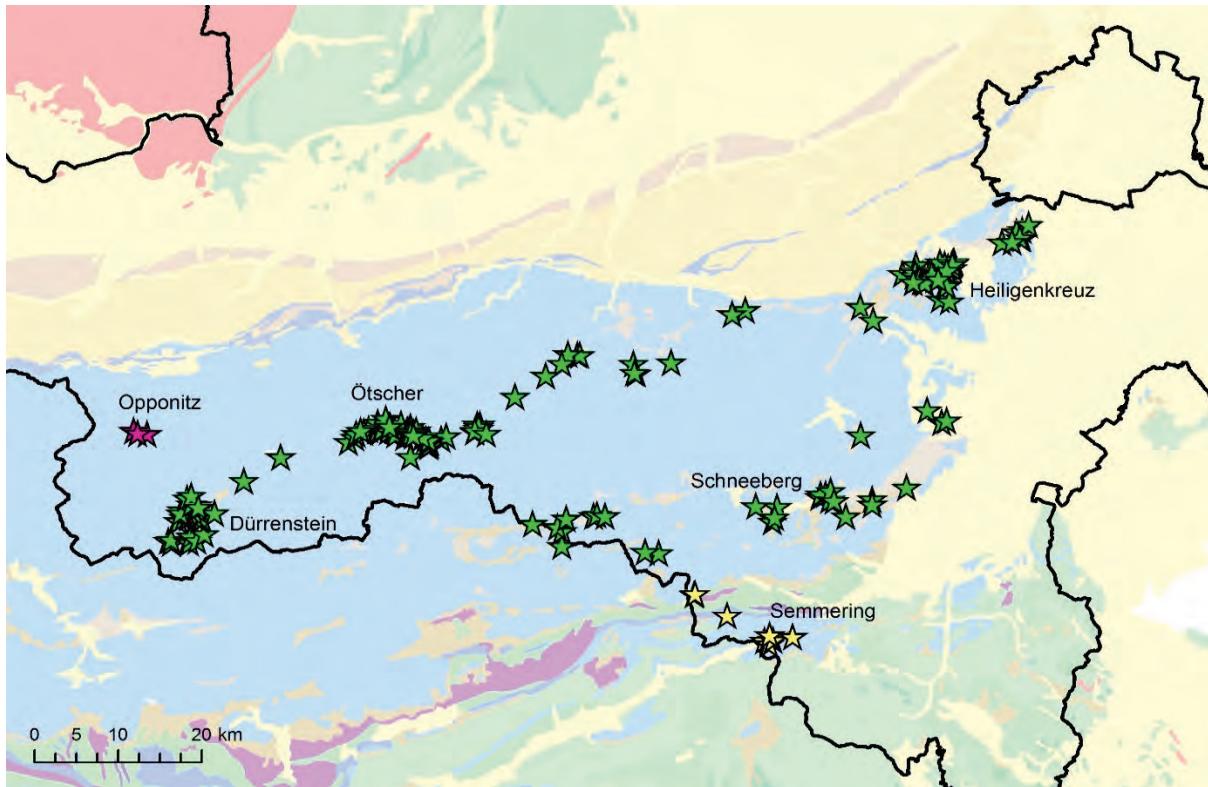 Heiligenkreuz
Ötscher
Opponitz
Schneeberg
Dürrenstein
Semmering
0 5 10 20 km